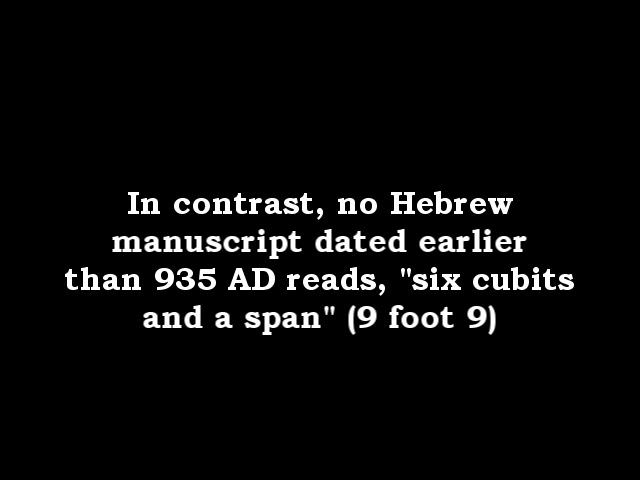 In contrast, no Hebrew
manuscript dated earlier
than 935 AD reads, "six cubits
and a span" (9 foot 9)